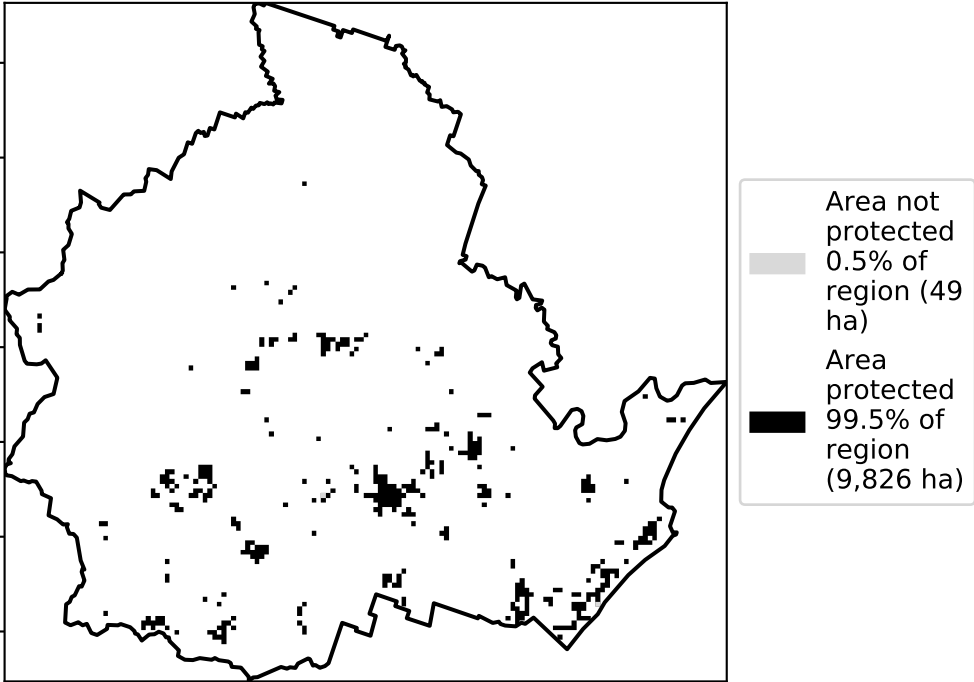 Area not
protected
0.5% of
region (49
ha)
Area
protected
99.5% of
region
(9,826 ha)